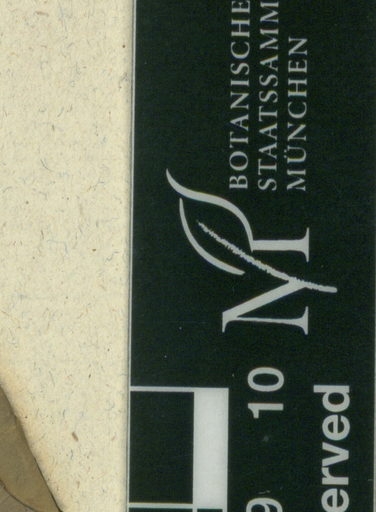 BOTANISCHE
STAATSSAMM
MÜNCHEN
M
9 10
erved